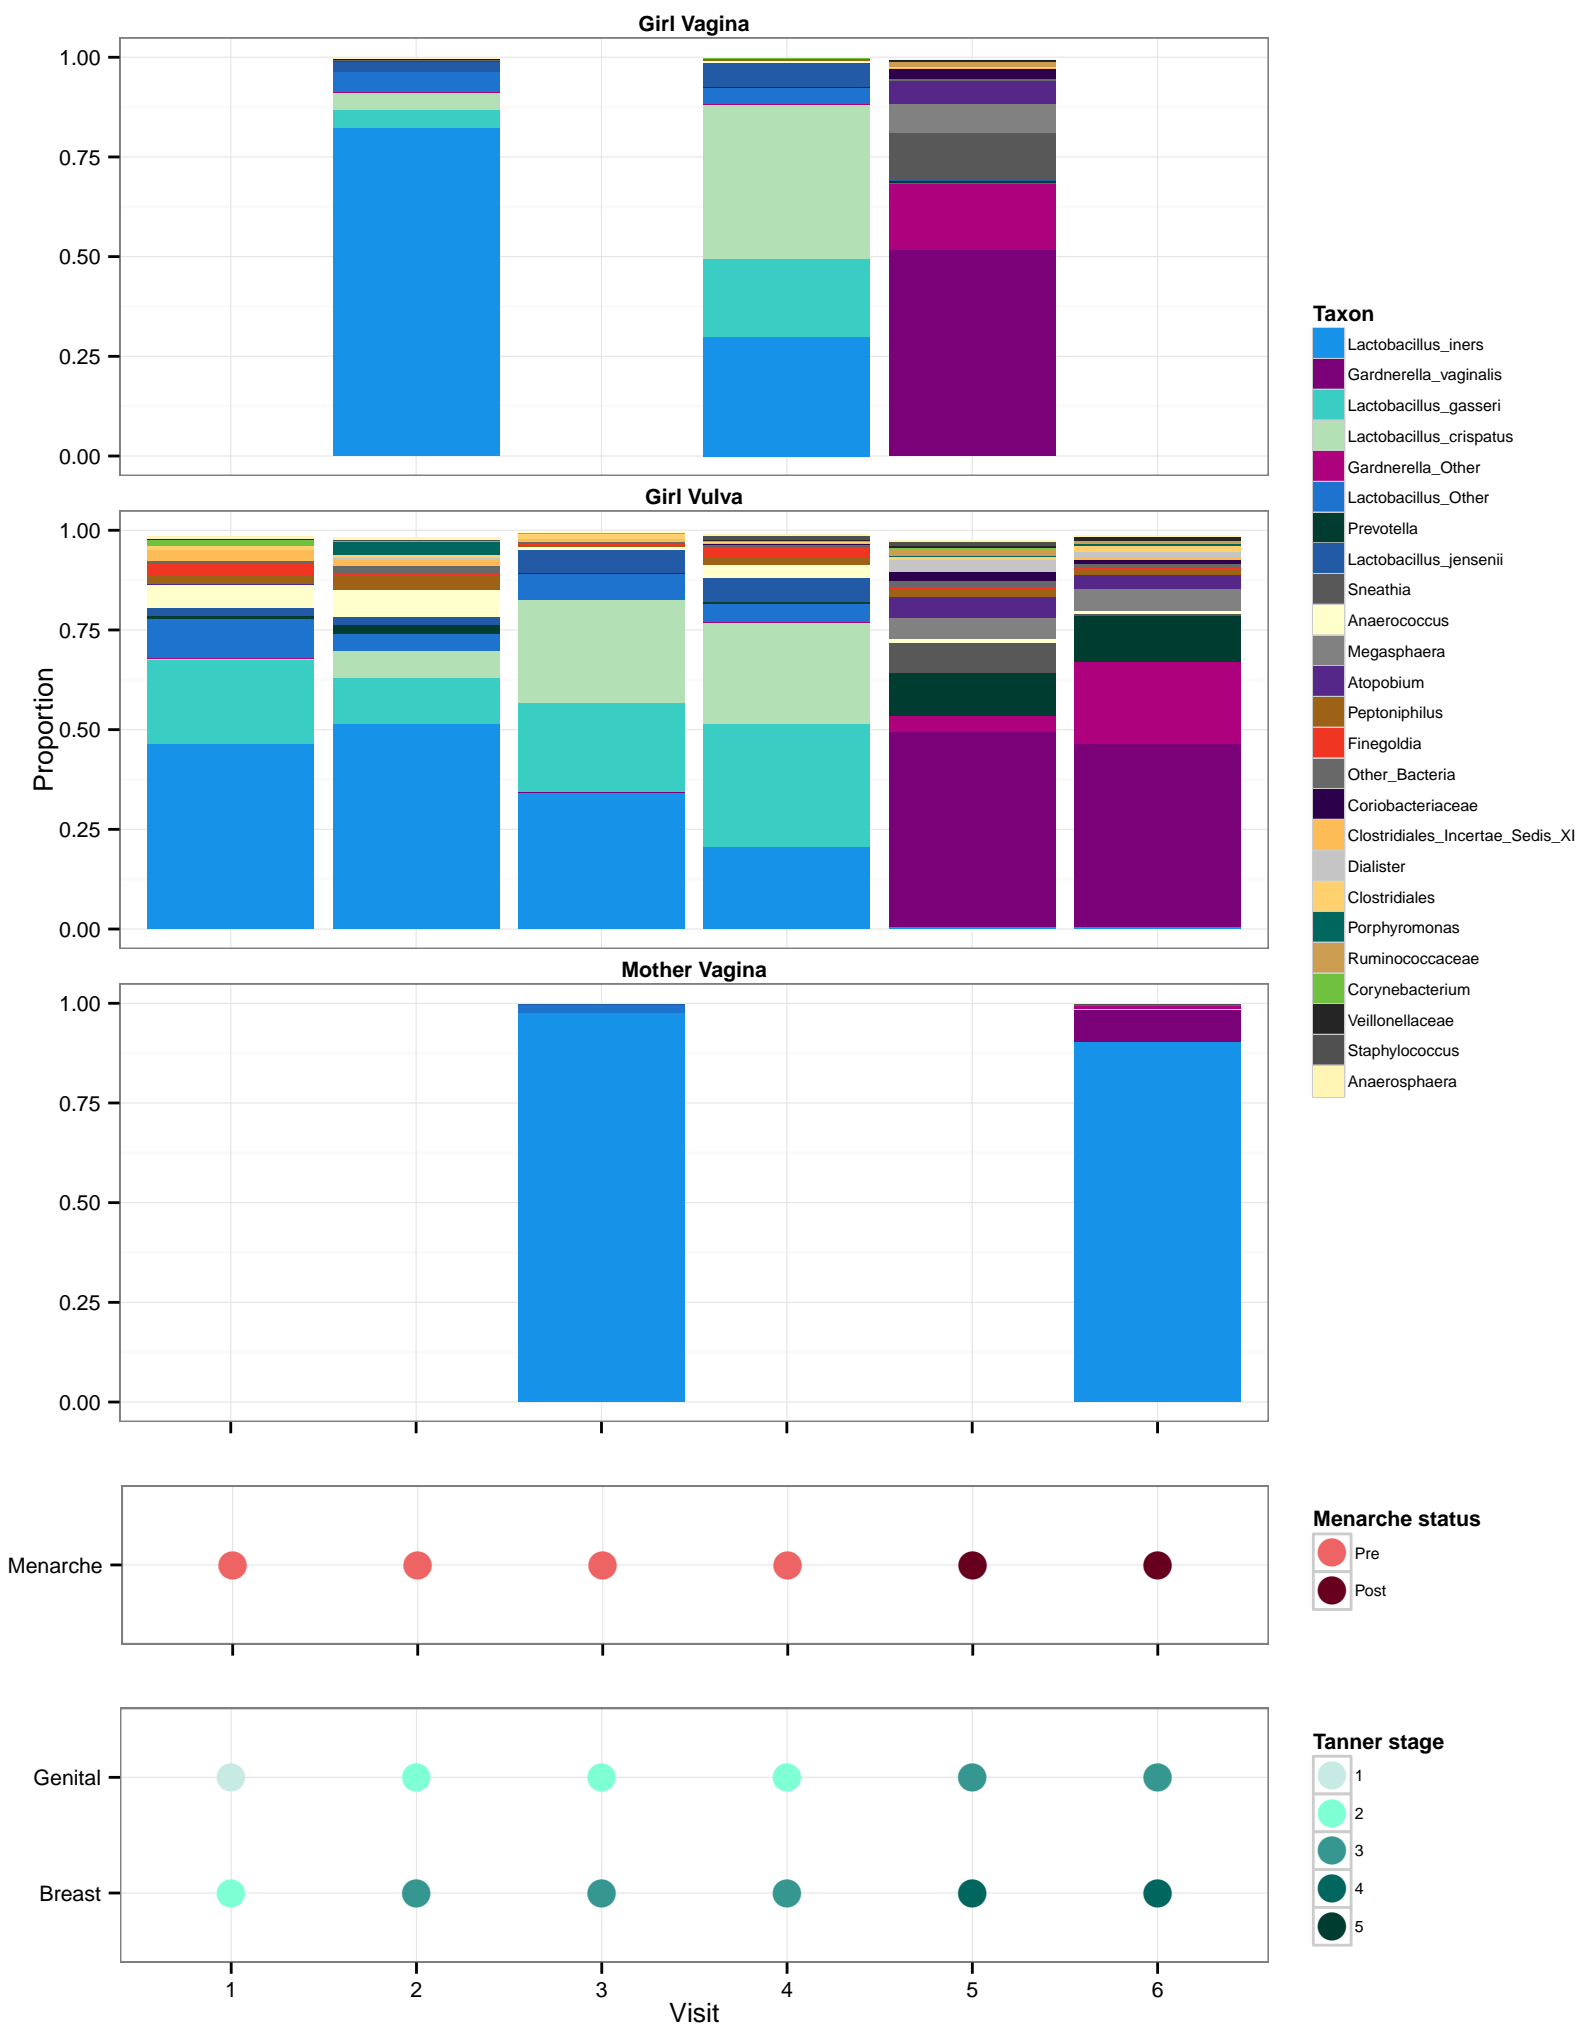 Girl Vagina
1.00
0.75
0.50
0.25
0.00
Girl Vulva
1.00
0.75
0.50
0.25
0.00
Proportion
Mother Vagina
1.00
0.75
0.50
0.25
0.00
Taxon
Lactobacillus_iners
Gardnerella_vaginalis
Lactobacillus_gasseri
Lactobacillus_crispatus
Gardnerella_Other
Lactobacillus_Other
Prevotella
Lactobacillus_jensenii
Sneathia
Anaerococcus
Megasphaera
Atopobium
Peptoniphilus
Finegoldia
Other_Bacteria
Coriobacteriaceae
Clostridiales_Incertae_Sedis_XI
Dialister
Clostridiales
Porphyromonas
Ruminococcaceae
Corynebacterium
Veillonellaceae
Staphylococcus
Anaerosphaera
Menarche
Menarche status
Pre
Post
Genital
Breast
Tanner stage
1
2
3
4
5
1 2 3 4 5 6
Visit